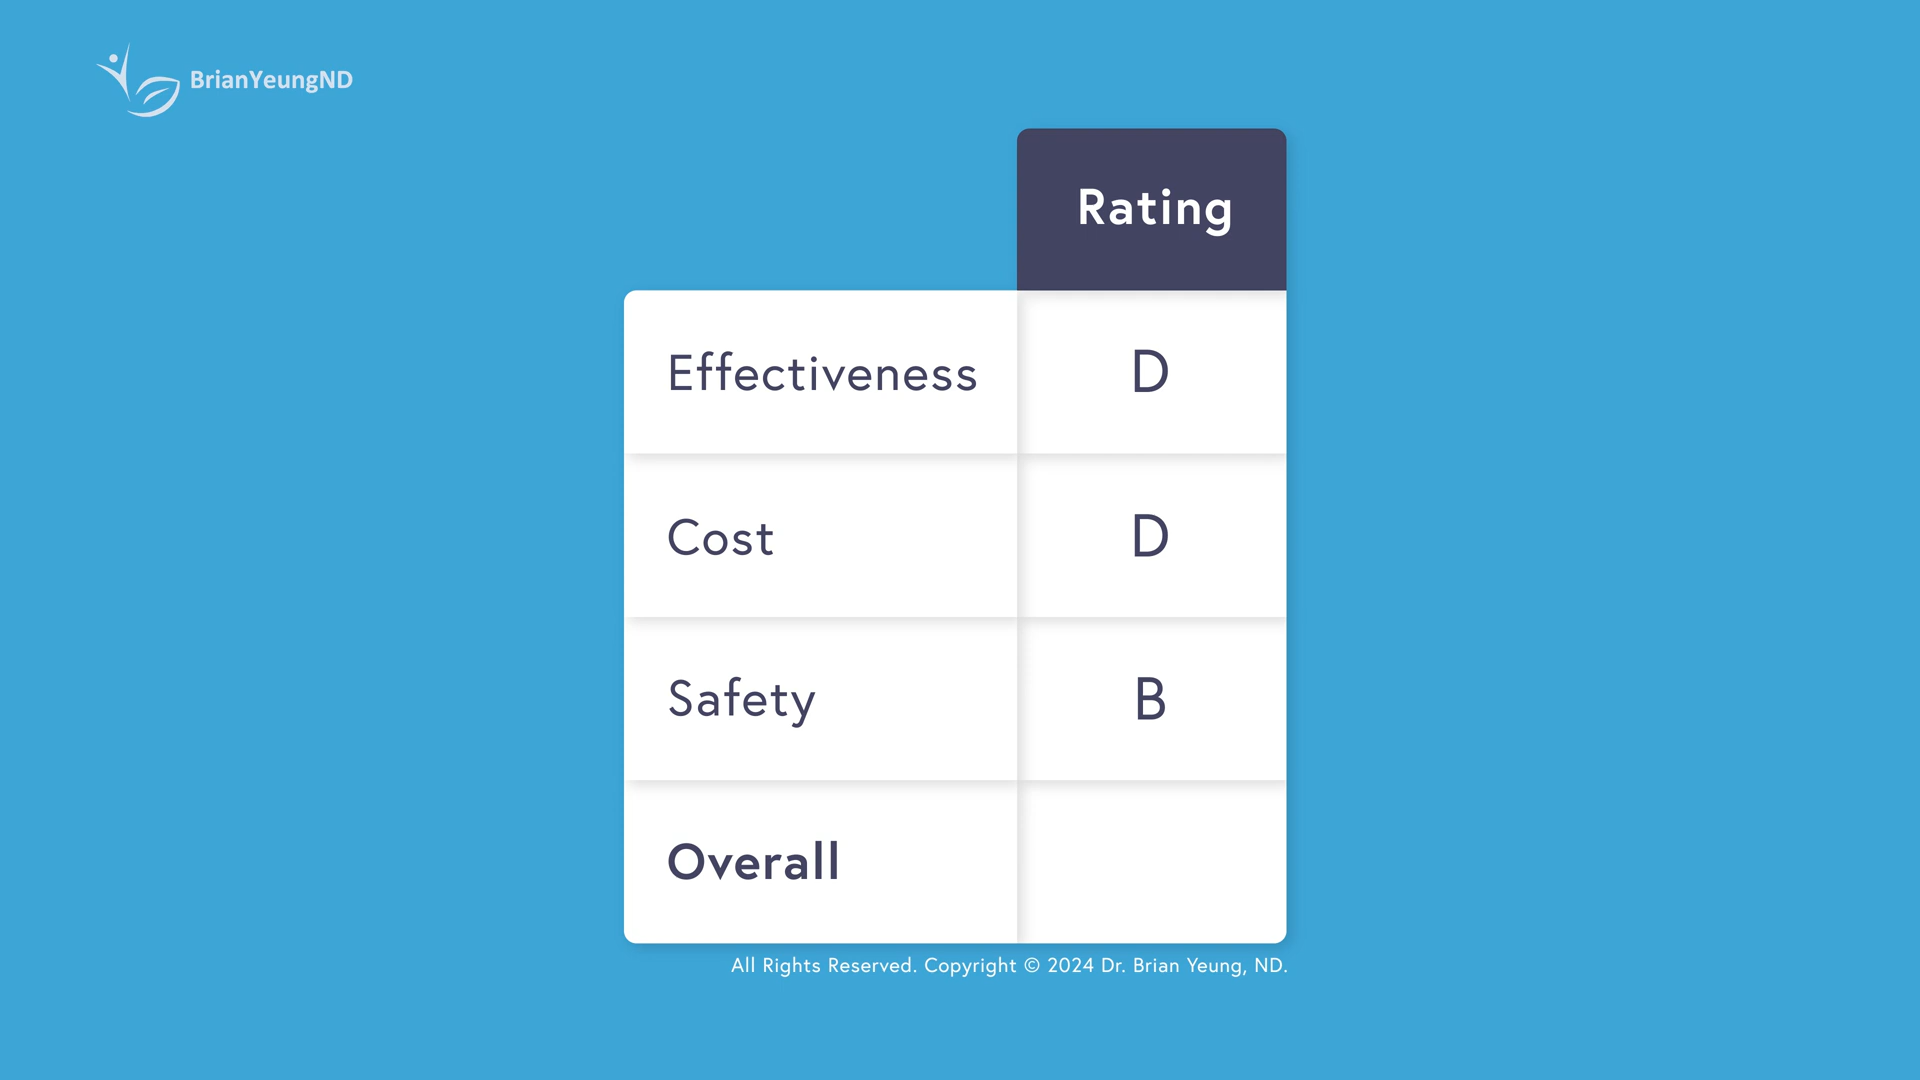 BrianYeungND
Rating
Effectiveness D
Cost D
Safety B
Overall
All Rights Reserved. Copyright © 2024 Dr. Brian Yeung, ND.